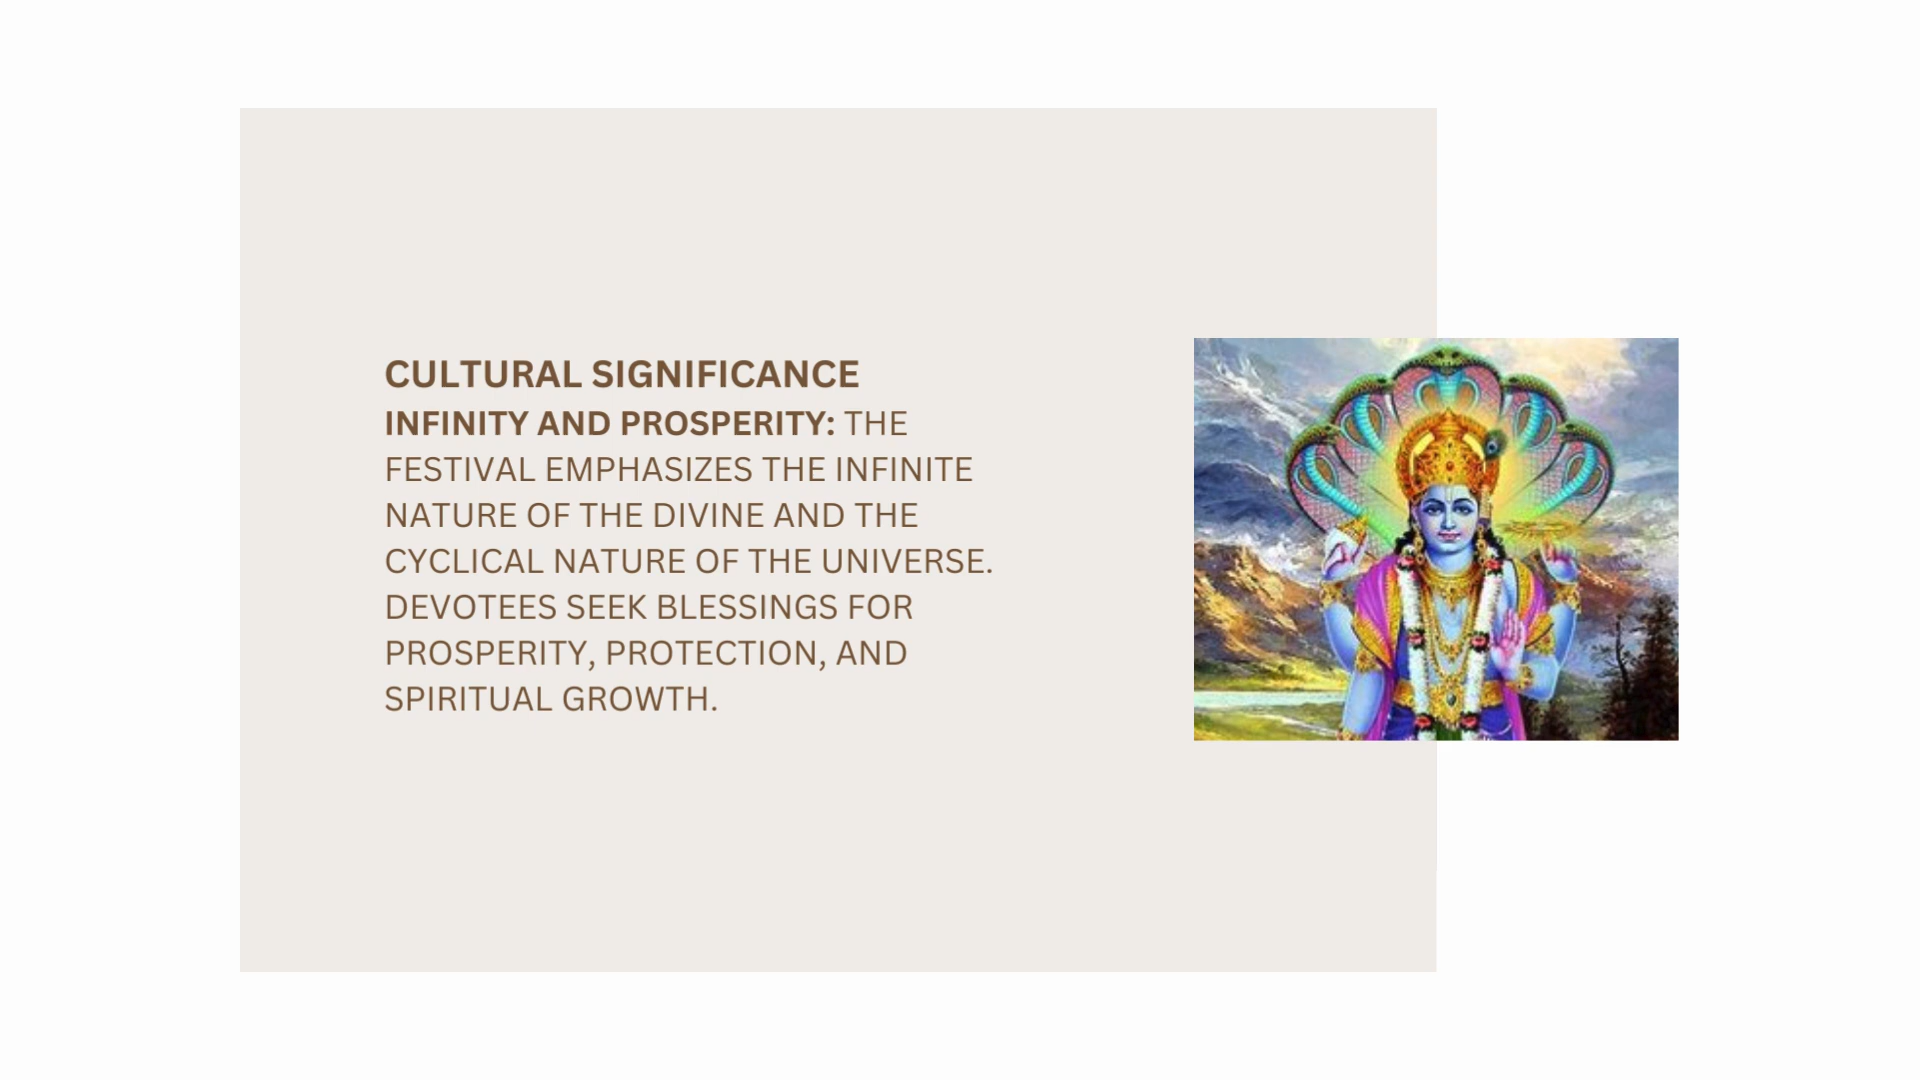 CULTURAL SIGNIFICANCE
INFINITY AND PROSPERITY: THE
FESTIVAL EMPHASIZES THE INFINITE
NATURE OF THE DIVINE AND THE
CYCLICAL NATURE OF THE UNIVERSE.
DEVOTEES SEEK BLESSINGS FOR
PROSPERITY, PROTECTION, AND
SPIRITUAL GROWTH.